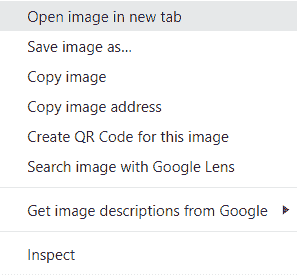 Open image in new tab
Save image as...
Copy image
Copy image address
Create QR Code for this image
Search image with Google Lens
Get image descriptions from Google
Inspect